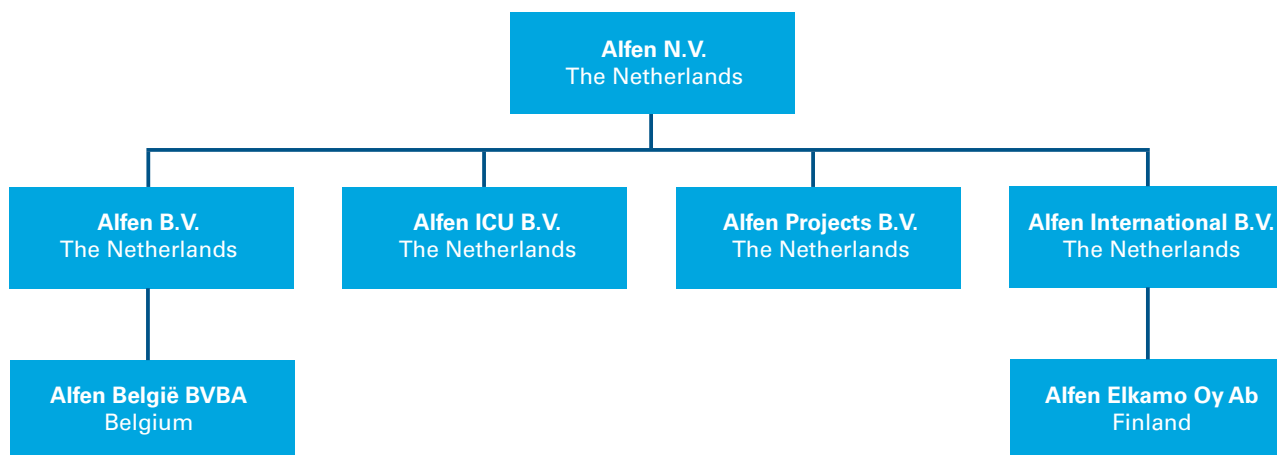 Alfen N.V.
The Netherlands
Alfen B.V.
The Netherlands
Alfen ICU B.V.
The Netherlands
Alfen Projects B.V.
The Netherlands
Alfen International B.V.
The Netherlands
Alfen België BVBA
Belgium
Alfen Elkamo Oy Ab
Finland